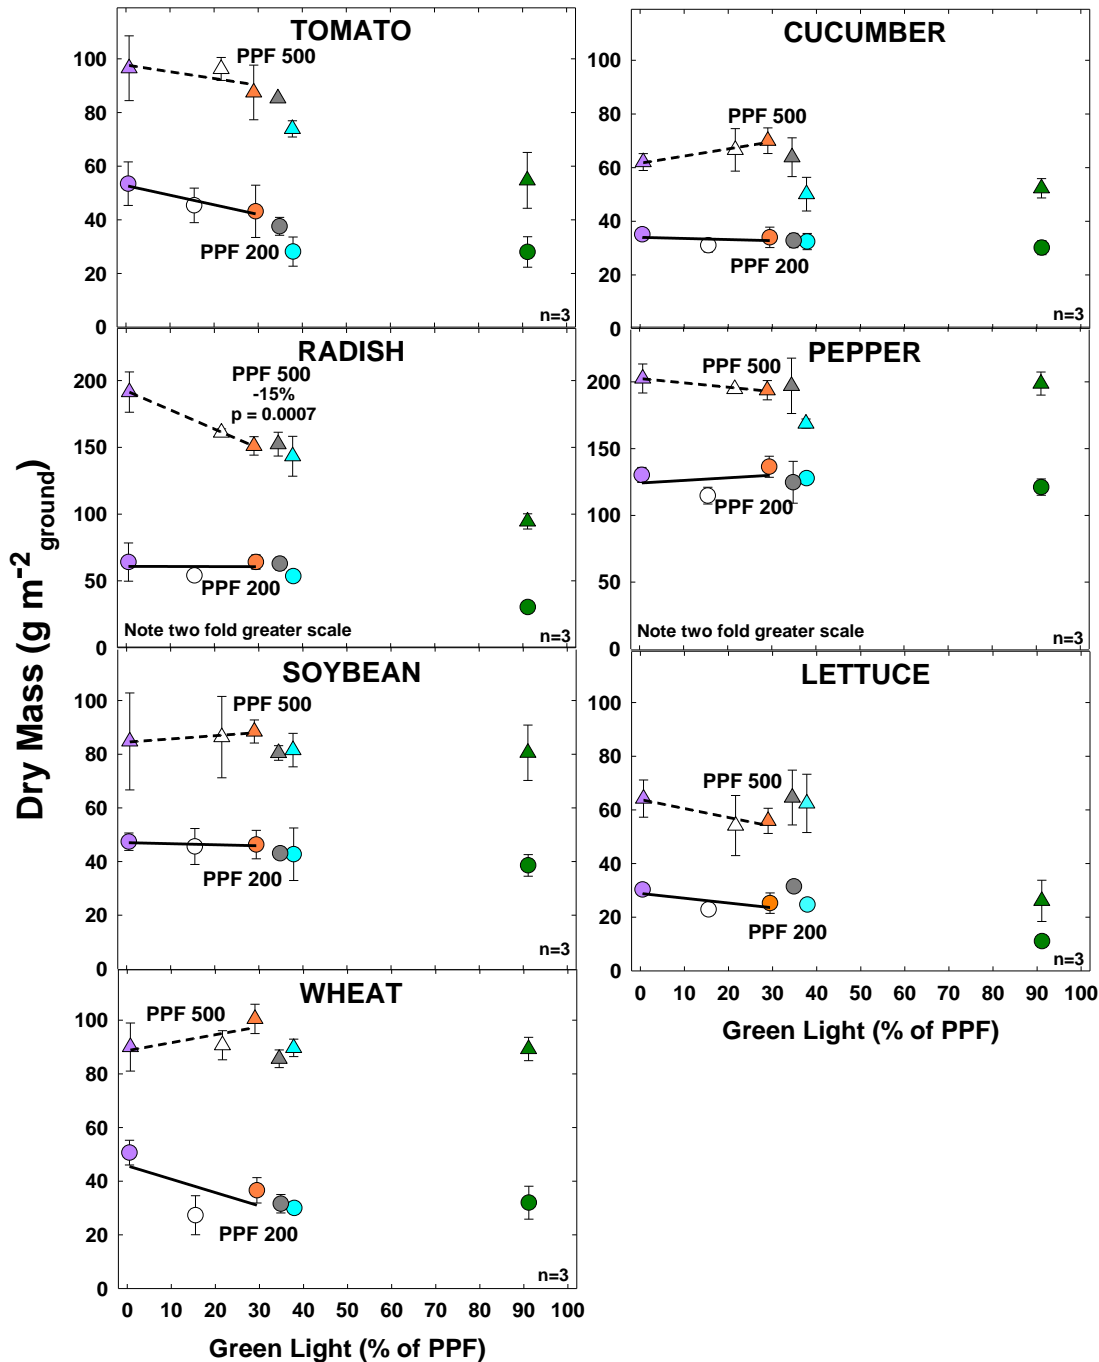 Dry Mass (g m⁻² ground)
TOMATO
PPF 500
PPF 200
n=3
100
80
60
40
20
0
CUCUMBER
PPF 500
PPF 200
n=3
100
80
60
40
20
0
RADISH
PPF 500
-15%
p = 0.0007
PPF 200
Note two fold greater scale
n=3
200
150
100
50
0
PEPPER
PPF 500
PPF 200
Note two fold greater scale
n=3
200
150
100
50
0
SOYBEAN
PPF 500
PPF 200
n=3
100
80
60
40
20
0
LETTUCE
PPF 500
PPF 200
n=3
100
80
60
40
20
0
0 10 20 30 40 50 60 70 80 90 100
Green Light (% of PPF)
WHEAT
PPF 500
PPF 200
n=3
100
80
60
40
20
0
0 10 20 30 40 50 60 70 80 90 100
Green Light (% of PPF)